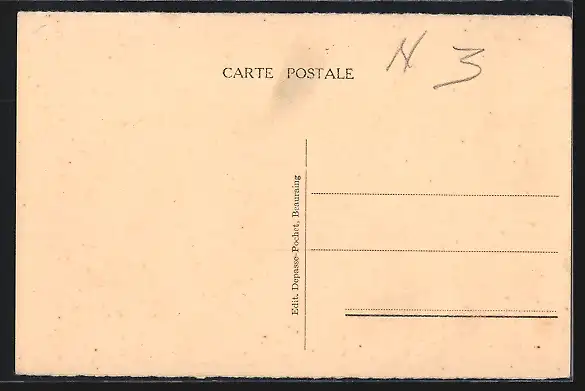 CARTE POSTALE
N 3
Edit. Depasse-Pochet, Beauraing